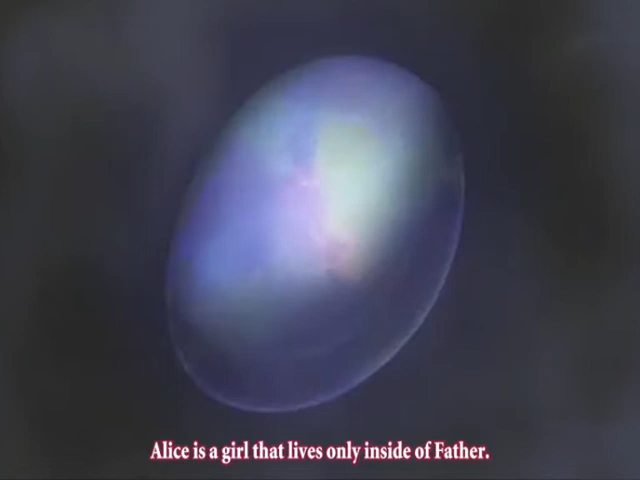 Alice is a girl that lives only inside of Father.